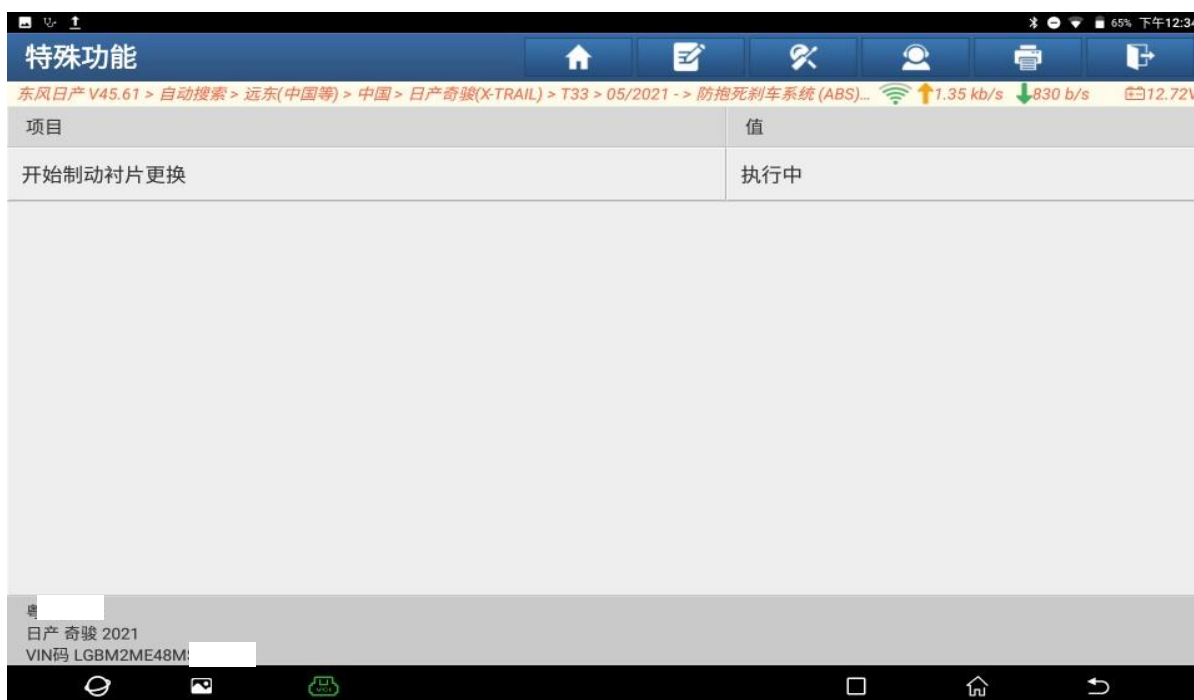 65% 下午12:34
特殊功能
东风日产 V45.61 > 自动搜索 > 远东(中国等) > 中国 > 日产奇骏(X-TRAIL) > T33 > 05/2021 - > 防抱死刹车系统 (ABS)... 1.35 kb/s 830 b/s 12.72V
项目 值
开始制动衬片更换 执行中
粤
日产 奇骏 2021
VIN码 LGBM2ME48M